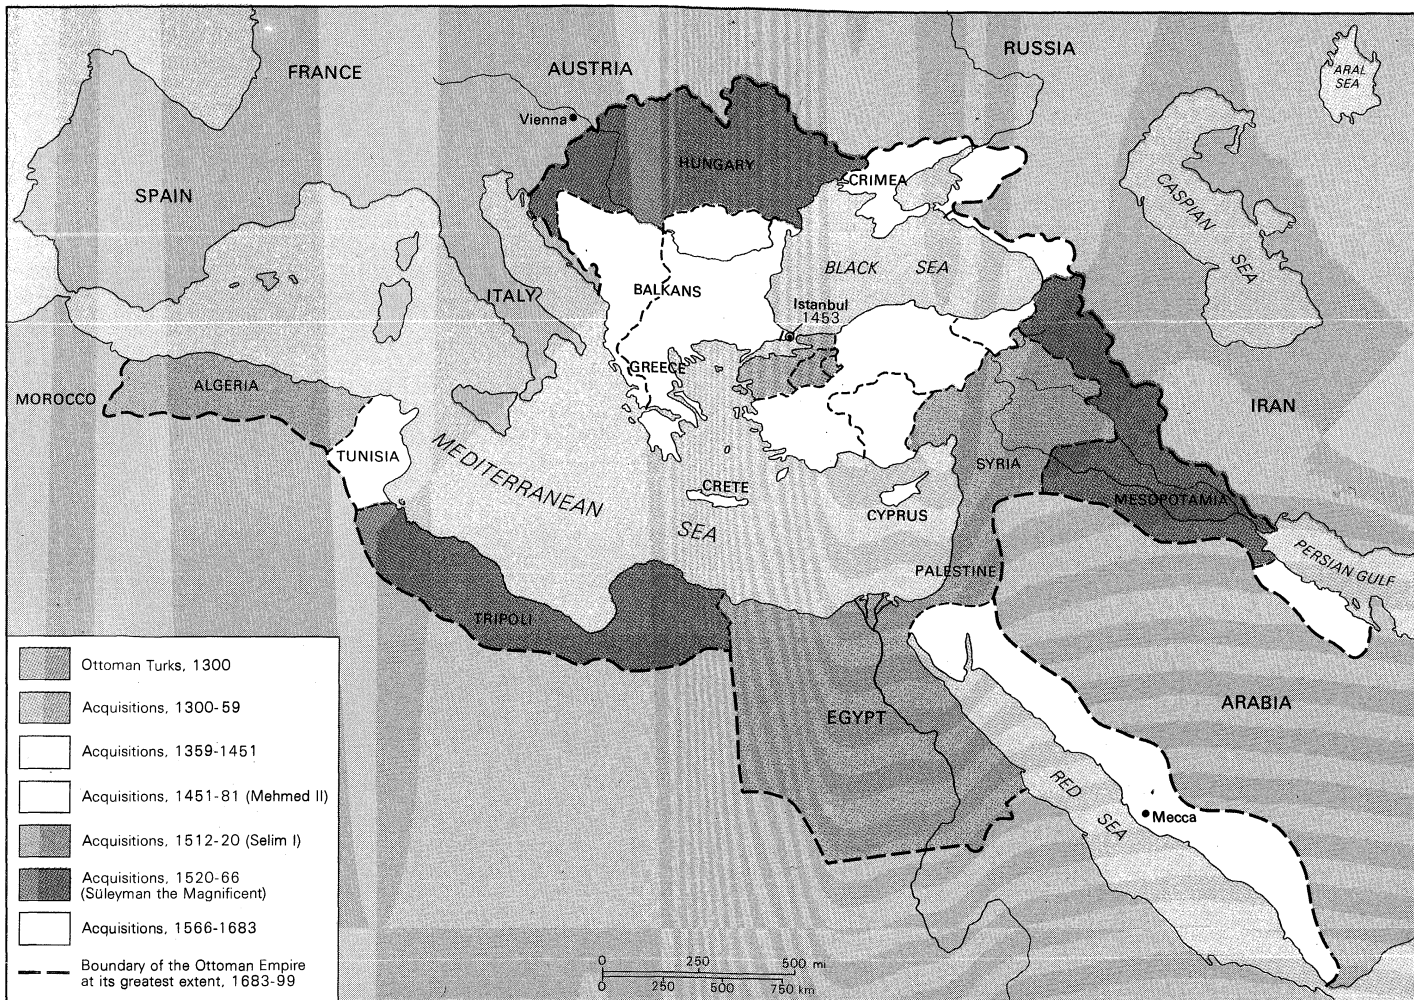 RUSSIA
FRANCE
AUSTRIA
ARAL
SEA
Vienna
HUNGARY
CRIMEA
SPAIN
CASPIAN
SEA
BLACK SEA
ITALY
BALKANS
Istanbul
1453
GREECE
ALGERIA
MOROCCO
IRAN
TUNISIA
MEDITERRANEAN
SEA
SYRIA
CRETE
CYPRUS
MESOPOTAMIA
PERSIAN GULF
PALESTINE
TRIPOLI
EGYPT
ARABIA
RED
SEA
Mecca
Ottoman Turks, 1300
Acquisitions, 1300-59
Acquisitions, 1359-1451
Acquisitions, 1451-81 (Mehmed II)
Acquisitions, 1512-20 (Selim I)
Acquisitions, 1520-66
(Süleyman the Magnificent)
Acquisitions, 1566-1683
Boundary of the Ottoman Empire
at its greatest extent, 1683-99
0 250 500 mi
0 250 500 750 km